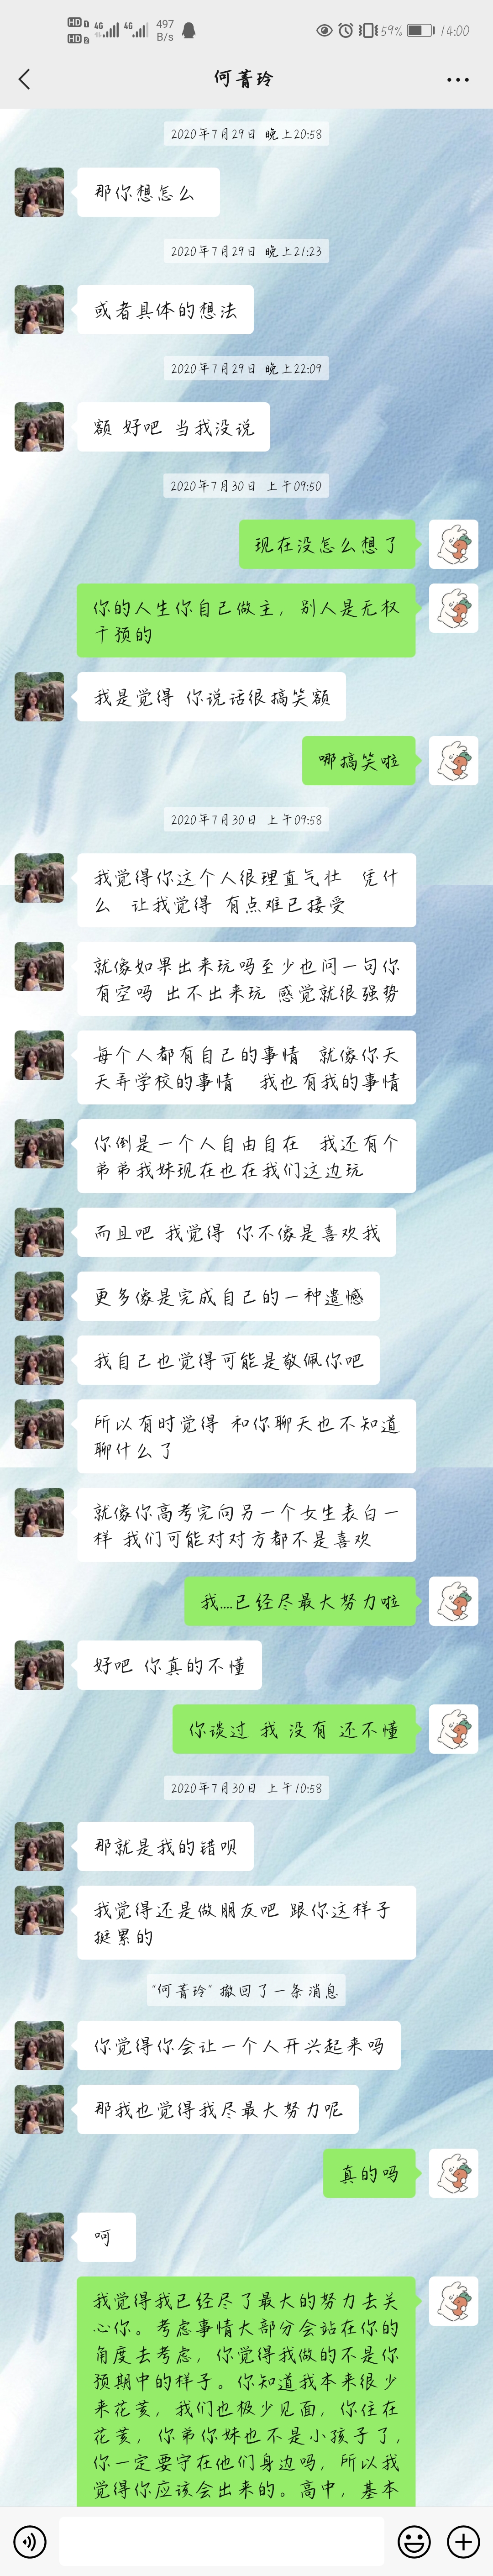 HD 1 4G 4G 497 59% 14:00
HD 2 B/s
何菁玲
2020年7月29日 晚上20:58
那你想怎么
2020年7月29日 晚上21:23
或者具体的想法
2020年7月29日 晚上22:09
额 好吧 当我没说
2020年7月30日 上午09:50
现在没怎么想了
你的人生你自己做主，别人是无权
干预的
我是觉得 你说话很搞笑额
哪搞笑啦
2020年7月30日 上午09:58
我觉得你这个人很理直气壮 凭什
么 让我觉得 有点难已接受
就像如果出来玩吗至少也问一句你
有空吗 出不出来玩 感觉就很强势
每个人都有自己的事情 就像你天
天弄学校的事情 我也有我的事情
你倒是一个人自由自在 我还有个
弟弟我妹现在也在我们这边玩
而且吧 我觉得 你不像是喜欢我
更多像是完成自己的一种遗憾
我自己也觉得可能是敬佩你吧
所以有时觉得 和你聊天也不知道
聊什么了
就像你高考完向另一个女生表白一
样 我们可能对对方都不是喜欢
我....已经尽最大努力啦
好吧 你真的不懂
你谈过 我 没有 还不懂
2020年7月30日 上午10:58
那就是我的错呗
我觉得还是做朋友吧 跟你这样子
挺累的
"何菁玲" 撤回了一条消息
你觉得你会让一个人开兴起来吗
那我也觉得我尽最大努力呢
真的吗
呵
我觉得我已经尽了最大的努力去关
心你。考虑事情大部分会站在你的
角度去考虑，你觉得我做的不是你
预期中的样子。你知道我本来很少
来花荄，我们也极少见面，你住在
花荄，你弟你妹也不是小孩子了，
你一定要守在他们身边吗，所以我
觉得你应该会出来的。高中，基本